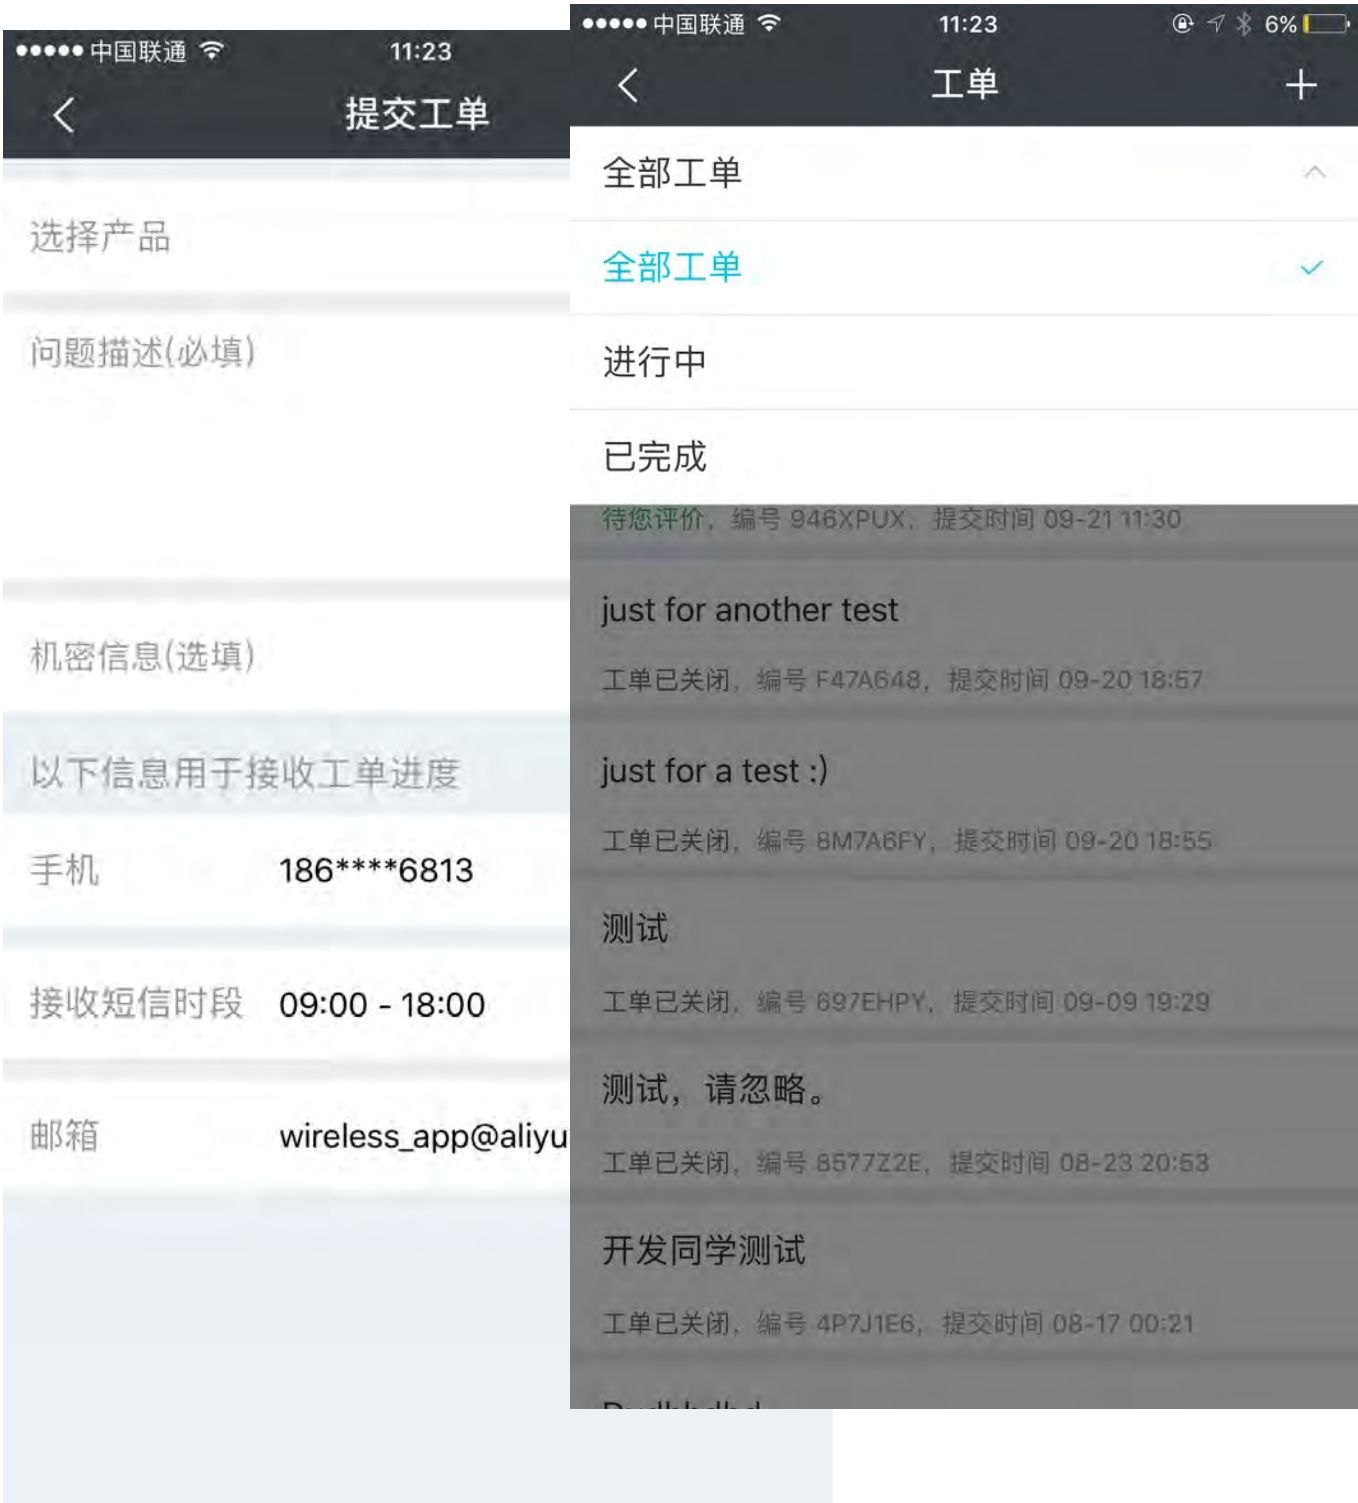 中国联通 11:23
提交工单
选择产品
问题描述(必填)
机密信息(选填)
以下信息用于接收工单进度
手机 186****6813
接收短信时段 09:00 - 18:00
邮箱 wireless_app@aliyu
中国联通 11:23 6%
工单
全部工单
全部工单
进行中
已完成
待您评价, 编号 946XPUX, 提交时间 09-21 11:30
just for another test
工单已关闭, 编号 F47A648, 提交时间 09-20 18:57
just for a test :)
工单已关闭, 编号 8M7A6FY, 提交时间 09-20 18:55
测试
工单已关闭, 编号 697EHPY, 提交时间 09-09 19:29
测试，请忽略。
工单已关闭, 编号 8577Z2E, 提交时间 08-23 20:53
开发同学测试
工单已关闭, 编号 4P7J1E6, 提交时间 08-17 00:21